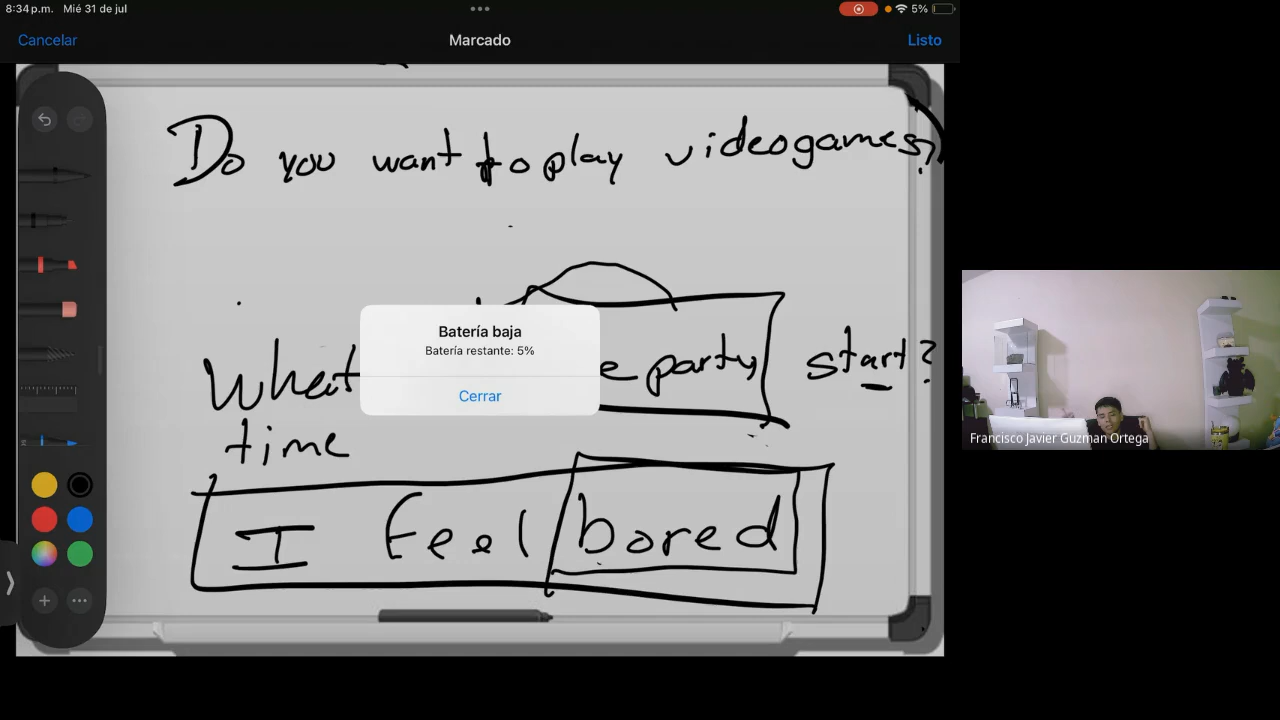 8:34 p.m. Mié 31 de jul
5%
Cancelar
Marcado
Listo
Do you want to play videogames?
Batería baja
Batería restante: 5%
Cerrar
What e party start?
time
I feel bored
Francisco Javier Guzman Ortega